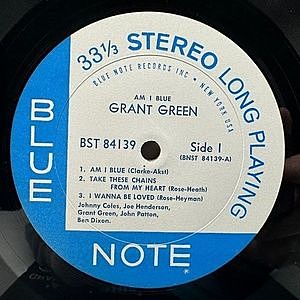 33 1/3 STEREO LONG PLAYING
BLUE NOTE RECORDS INC • NEW YORK USA
AM I BLUE
GRANT GREEN
BST 84139 Side 1
(BNST 84139-A)
1. AM I BLUE (Clarke-Akst)
2. TAKE THESE CHAINS
FROM MY HEART (Rose-Heath)
3. I WANNA BE LOVED (Rose-Heyman)
Johnny Coles, Joe Henderson,
Grant Green, John Patton,
Ben Dixon.
BLUE
NOTE